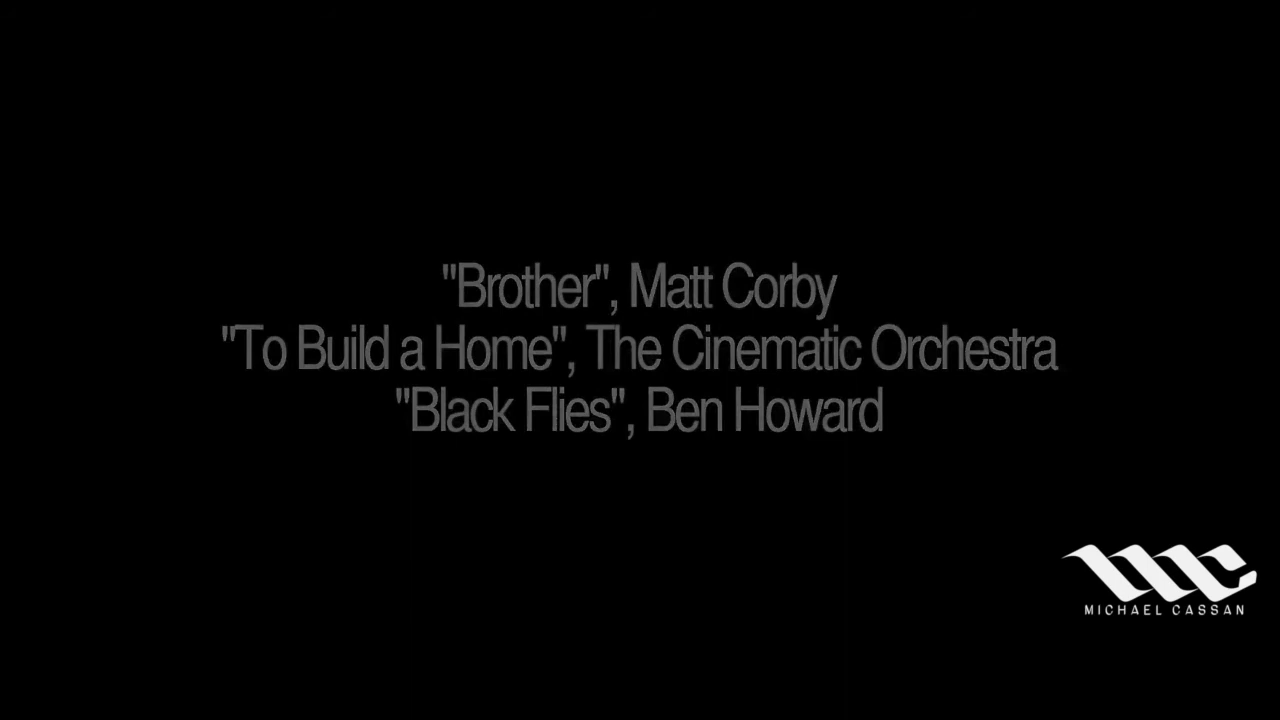 "Brother", Matt Corby
"To Build a Home", The Cinematic Orchestra
"Black Flies", Ben Howard
MICHAEL CASSAN